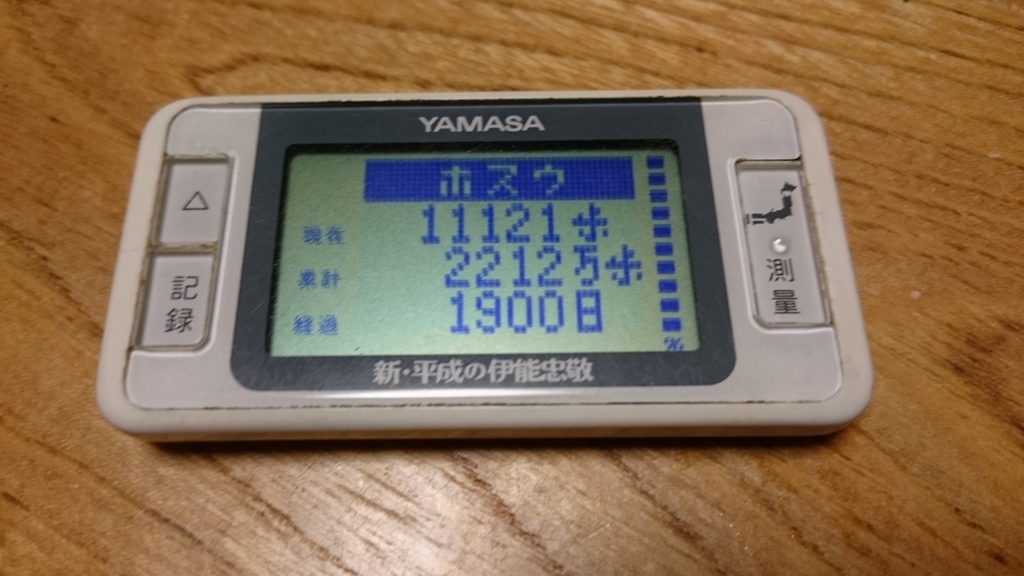 YAMASA
ホスウ
現在 11121歩
累計 2212万歩
経過 1900日
%
新・平成の伊能忠敬
△
記録
測量